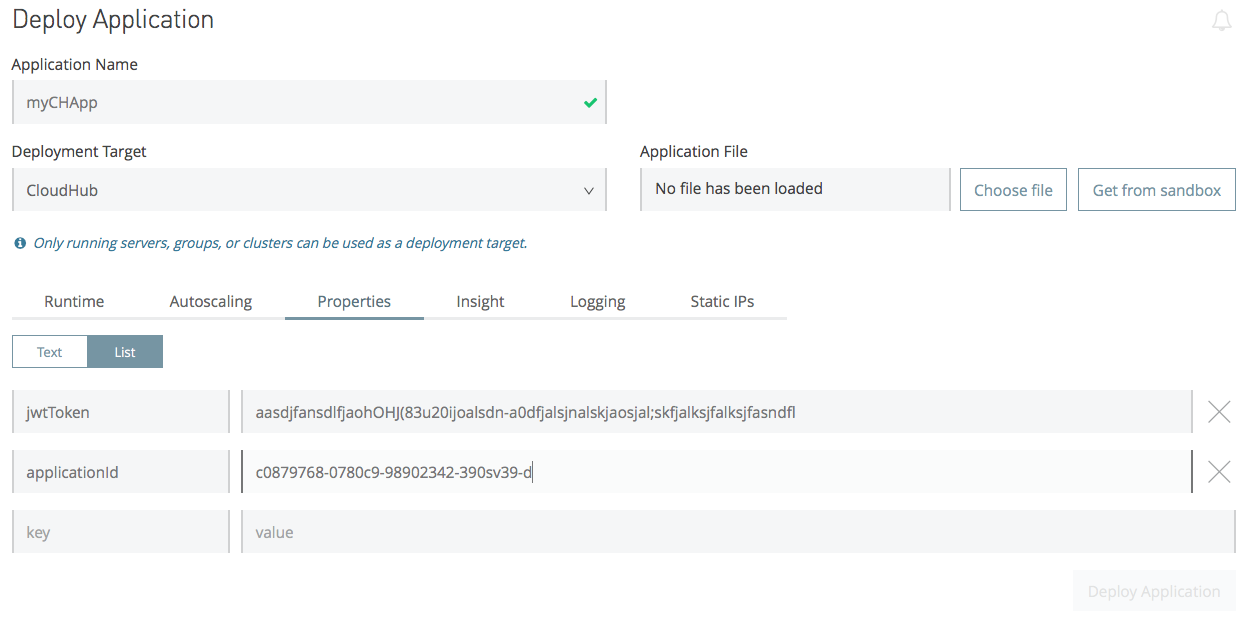 Deploy Application
Application Name
myCHApp
Deployment Target
Application File
CloudHub
No file has been loaded
Choose file
Get from sandbox
Only running servers, groups, or clusters can be used as a deployment target.
Runtime
Autoscaling
Properties
Insight
Logging
Static IPs
Text
List
jwtToken
aasdjfansdlfjaohOHJ(83u20ijoalsdn-a0dfjalsjnalskjaosjal;skfjalksjfalksjfasndfl
applicationId
c0879768-0780c9-98902342-390sv39-d
key
value
Deploy Application